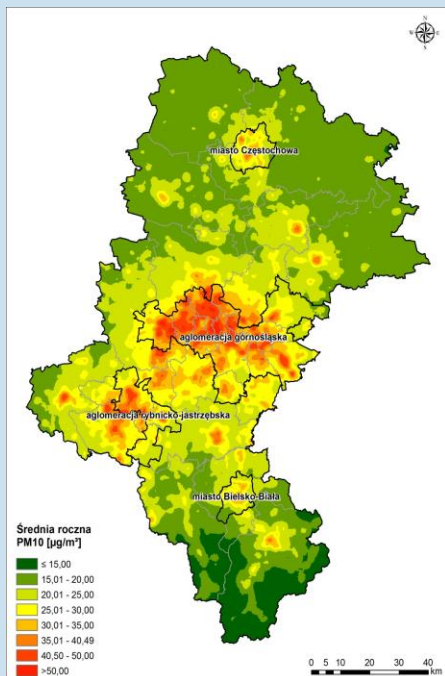 N
W
E
S
miasto Częstochowa
aglomeracja górnośląska
aglomeracja rybnicko-jastrzębska
miasto Bielsko-Biała
Średnia roczna
PM10 [µg/m³]
≤ 15,00
15,01 - 20,00
20,01 - 25,00
25,01 - 30,00
30,01 - 35,00
35,01 - 40,49
40,50 - 50,00
>50,00
0 5 10 20 30 40
km